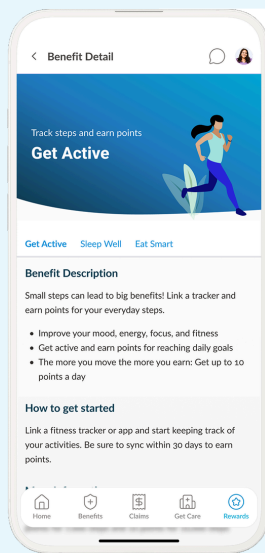 Benefit Detail
Track steps and earn points
Get Active
Get Active Sleep Well Eat Smart
Benefit Description
Small steps can lead to big benefits! Link a tracker and
earn points for your everyday steps.
• Improve your mood, energy, focus, and fitness
• Get active and earn points for reaching daily goals
• The more you move the more you earn: Get up to 10
points a day
How to get started
Link a fitness tracker or app and start keeping track of
your activities. Be sure to sync within 30 days to earn
points.
Home Benefits Claims Get Care Rewards